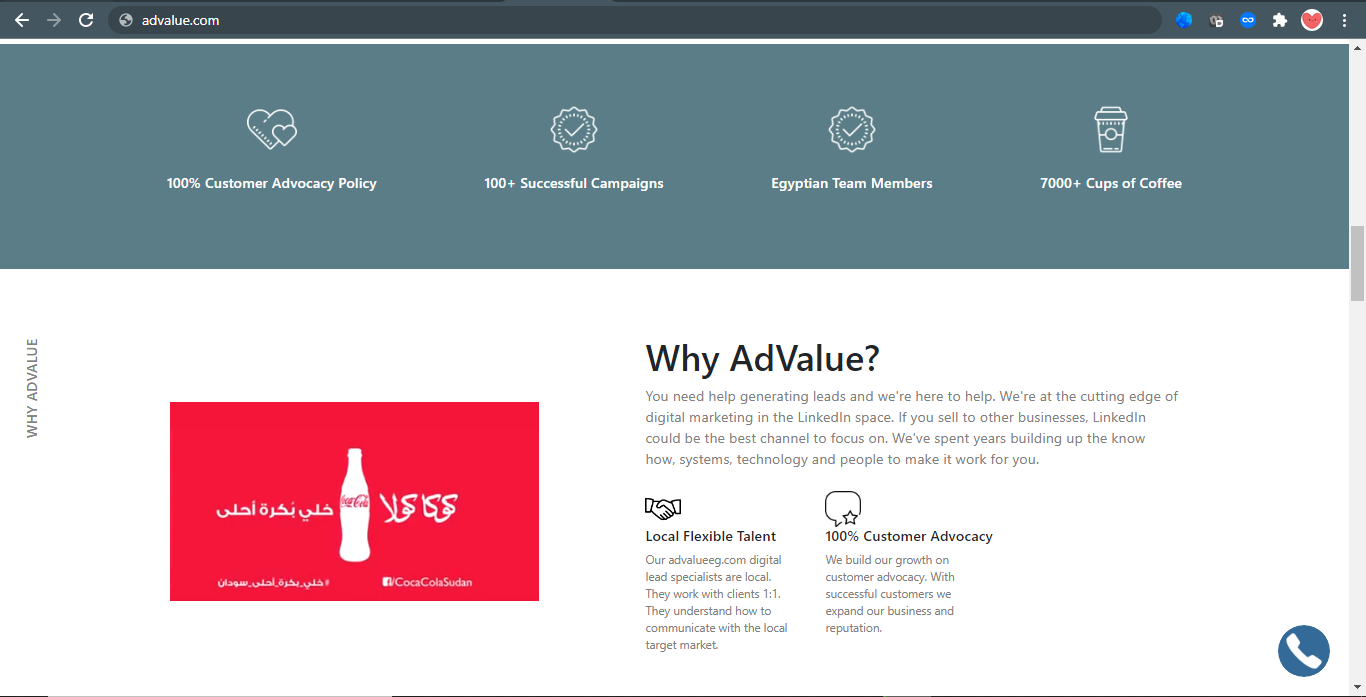 advalue.com
100% Customer Advocacy Policy
100+ Successful Campaigns
Egyptian Team Members
7000+ Cups of Coffee
WHY ADVALUE
كوكاكولا
Coca-Cola
خلي بُكرة أحلى
#خلي_بكرة_أحلى_سودان
f/CocaColaSudan
Why AdValue?
You need help generating leads and we're here to help. We're at the cutting edge of
digital marketing in the LinkedIn space. If you sell to other businesses, LinkedIn
could be the best channel to focus on. We've spent years building up the know
how, systems, technology and people to make it work for you.
Local Flexible Talent
Our advalueeg.com digital
lead specialists are local.
They work with clients 1:1.
They understand how to
communicate with the local
target market.
100% Customer Advocacy
We build our growth on
customer advocacy. With
successful customers we
expand our business and
reputation.